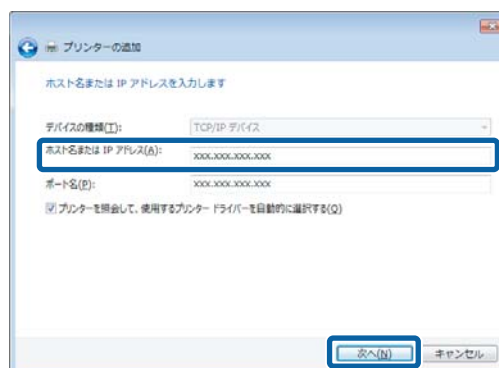 プリンターの追加
ホスト名または IP アドレスを入力します
デバイスの種類(T): TCP/IP デバイス
ホスト名または IP アドレス(A): xxx.xxx.xxx.xxx
ポート名(P): xxx.xxx.xxx.xxx
プリンターを照会して、使用するプリンター ドライバーを自動的に選択する(Q)
次へ(N) キャンセル